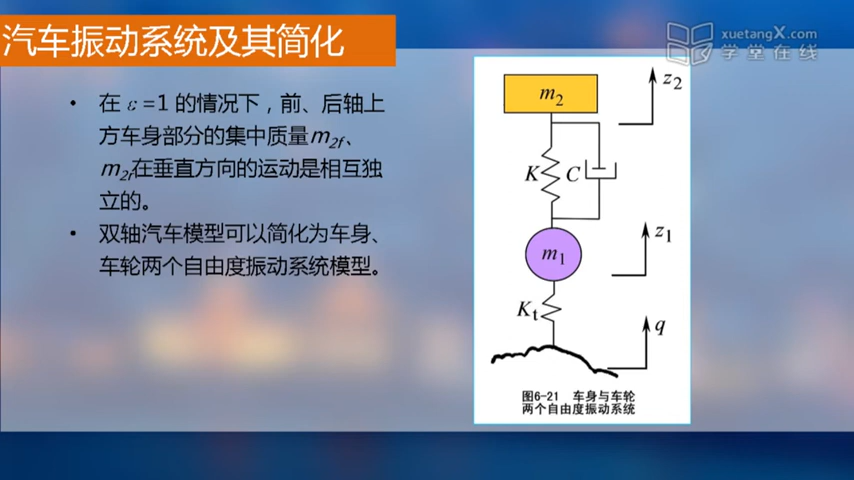 汽车振动系统及其简化
xuetangX.com
学堂在线
• 在 ε =1 的情况下，前、后轴上
方车身部分的集中质量m2f、
m2r在垂直方向的运动是相互独
立的。
• 双轴汽车模型可以简化为车身、
车轮两个自由度振动系统模型。
m2
z2
K
C
m1
z1
Kt
q
图6-21 车身与车轮
两个自由度振动系统